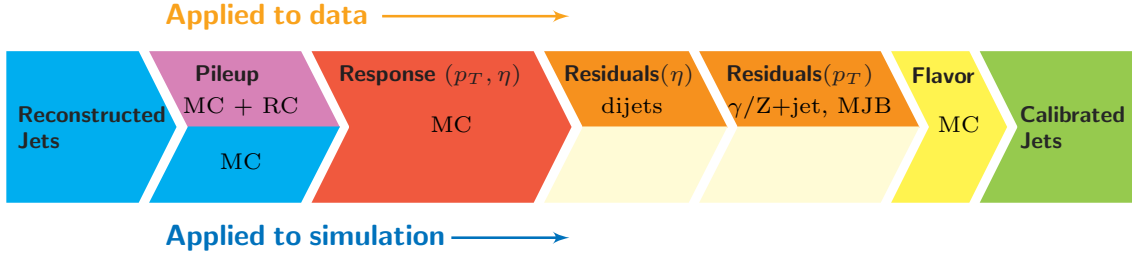 Applied to data
Reconstructed
Jets
Pileup
MC + RC
MC
Response (p_T, η)
MC
Residuals(η)
dijets
Residuals(p_T)
γ/Z+jet, MJB
Flavor
MC
Calibrated
Jets
Applied to simulation